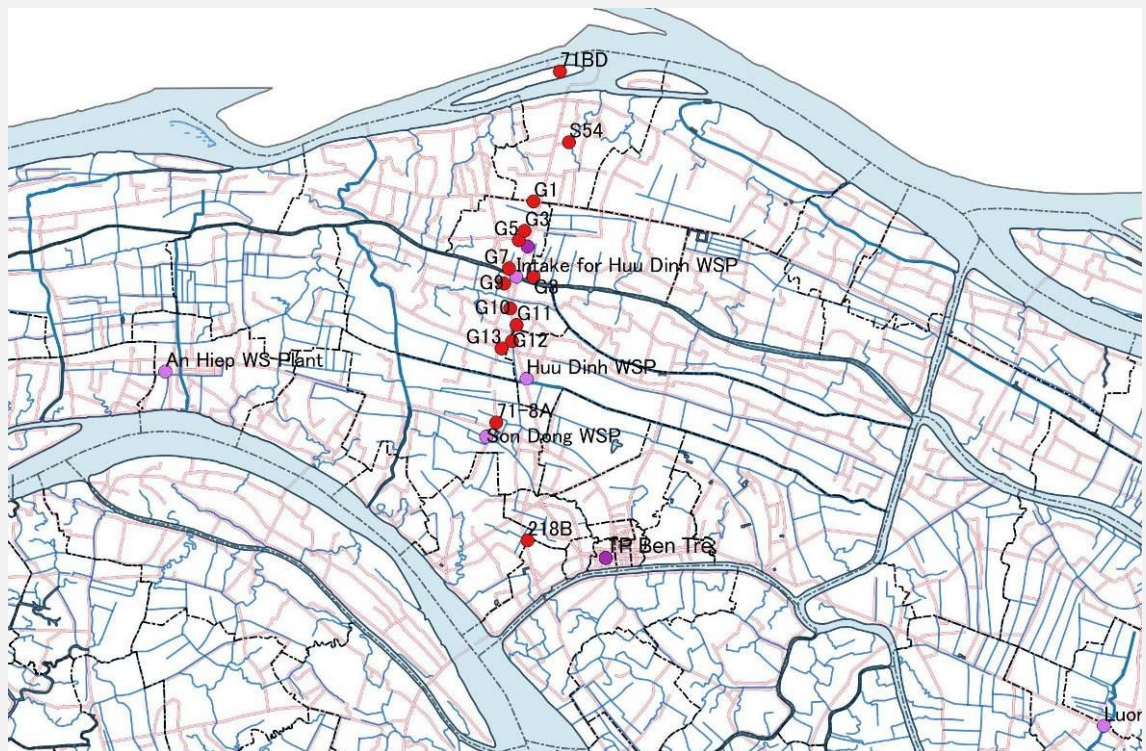 71BD
S54
G1
G3
G5
G7
Intake for Huu Dinh WSP
G8
G9
G10
G11
G13
G12
An Hiep WS Plant
Huu Dinh WSP
71-8A
Son Dong WSP
218B
TP Ben Tre
Luon